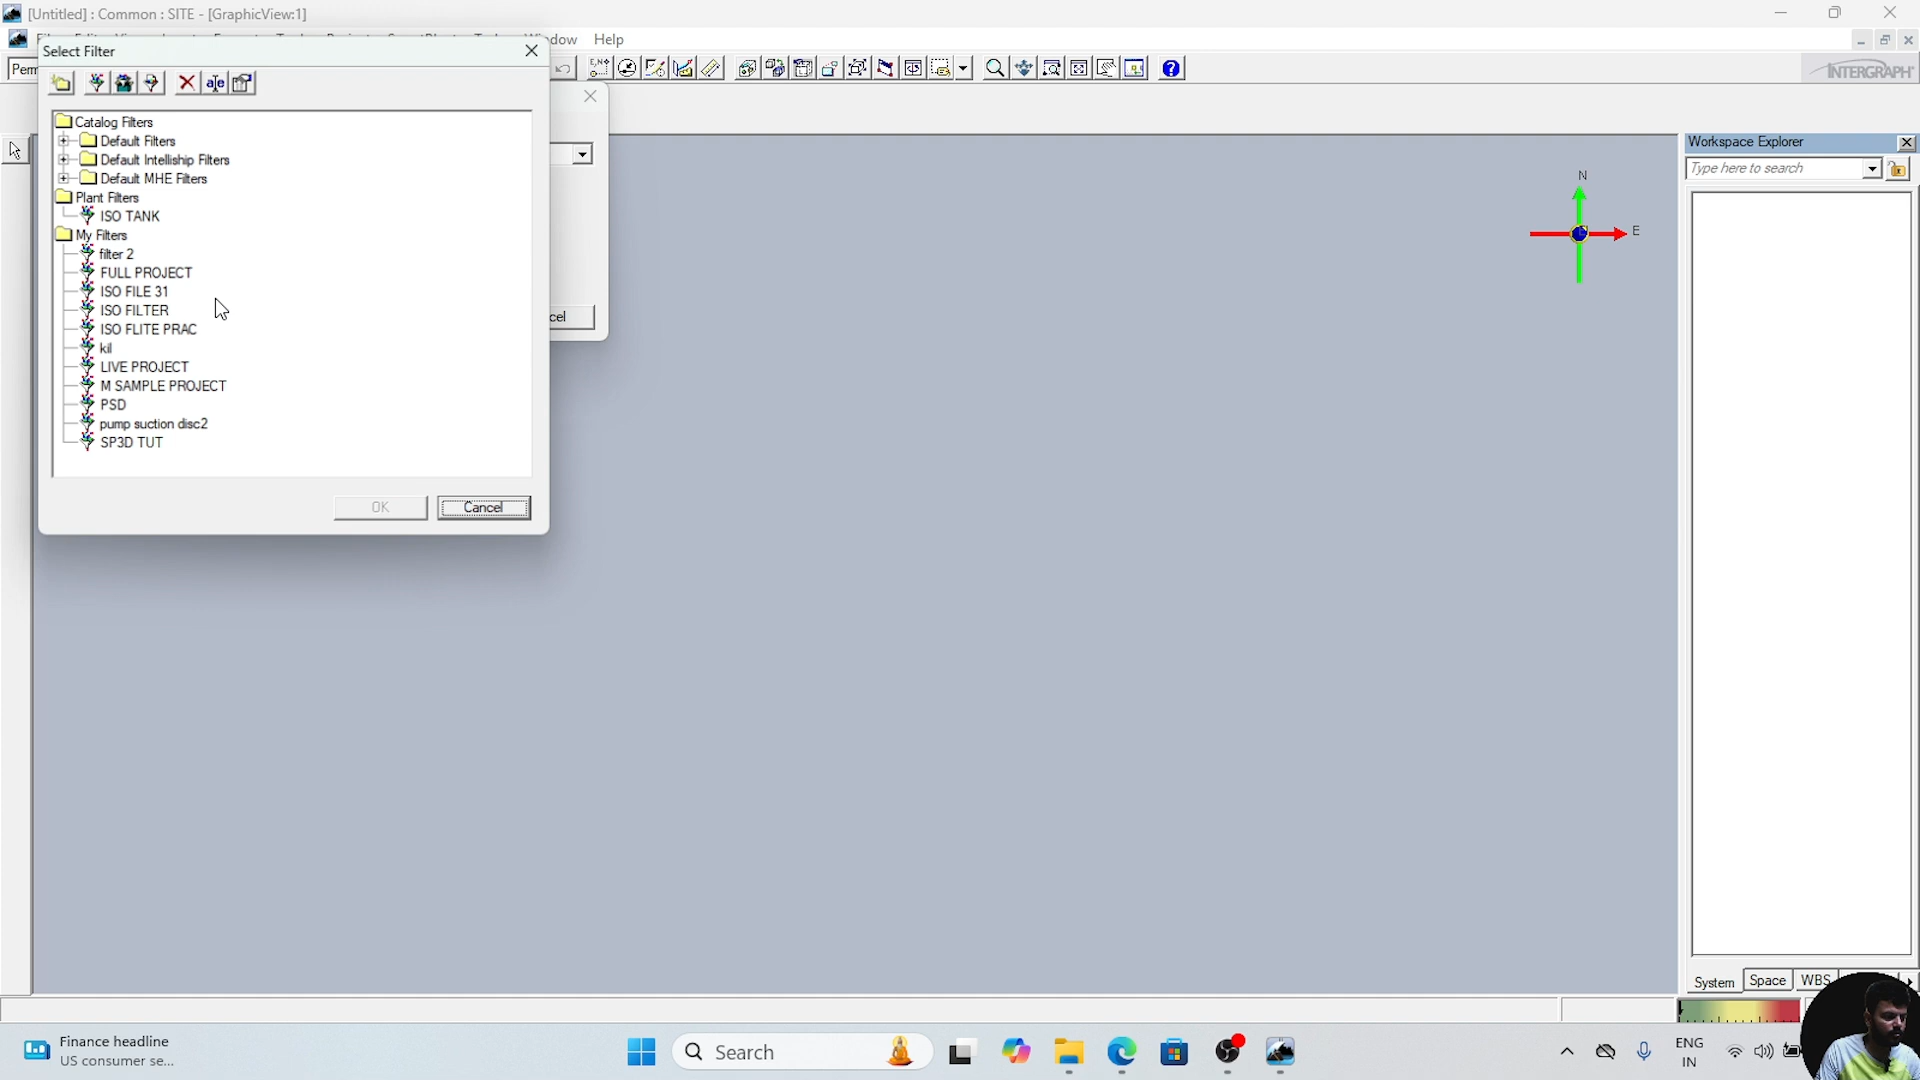 [Untitled] : Common : SITE - [GraphicView:1]
Window Help
Select Filter
Perm
INTERGRAPH
Catalog Filters
Default Filters
Default Intelliship Filters
Default MHE Filters
Plant Filters
ISO TANK
My Filters
filter 2
FULL PROJECT
ISO FILE 31
ISO FILTER
ISO FLITE PRAC
kil
LIVE PROJECT
M SAMPLE PROJECT
PSD
pump suction disc2
SP3D TUT
OK
Cancel
cel
N
E
Workspace Explorer
Type here to search
System
Space
WBS
Finance headline
US consumer se...
Search
ENG
IN